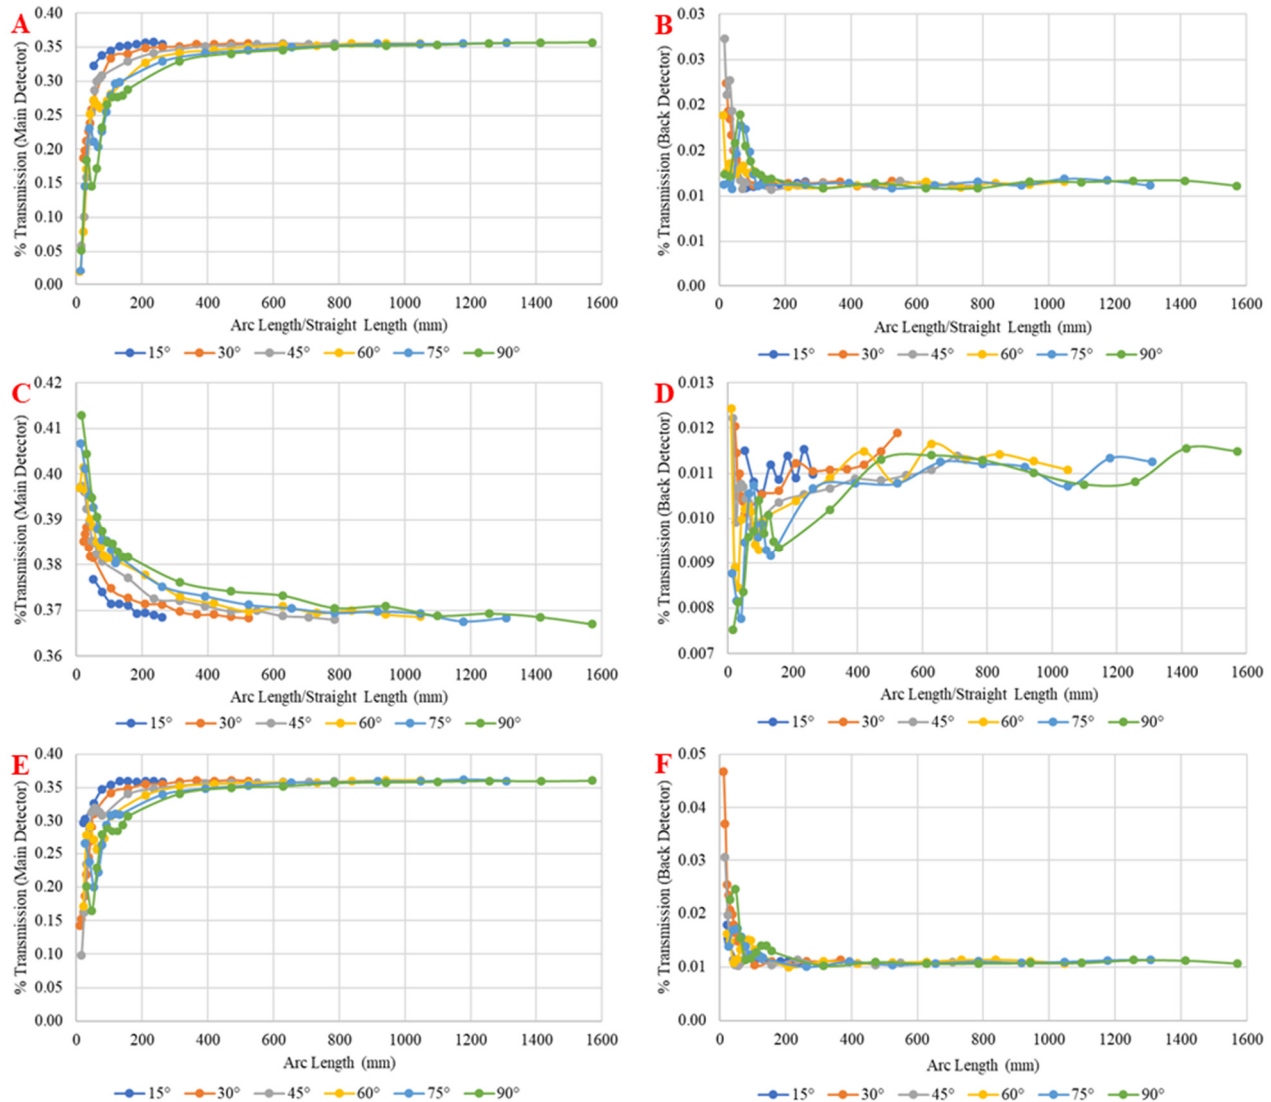 A
% Transmission (Main Detector)
0.40
0.35
0.30
0.25
0.20
0.15
0.10
0.05
0.00
0 200 400 600 800 1000 1200 1400 1600
Arc Length/Straight Length (mm)
15° 30° 45° 60° 75° 90°
B
% Transmission (Back Detector)
0.03
0.03
0.02
0.02
0.01
0.01
0.00
0 200 400 600 800 1000 1200 1400 1600
Arc Length/Straight Length (mm)
15° 30° 45° 60° 75° 90°
C
%Transmission (Main Detector)
0.42
0.41
0.40
0.39
0.38
0.37
0.36
0 200 400 600 800 1000 1200 1400 1600
Arc Length/Straight Length (mm)
15° 30° 45° 60° 75° 90°
D
% Transmission (Back Detector)
0.013
0.012
0.011
0.010
0.009
0.008
0.007
0 200 400 600 800 1000 1200 1400 1600
Arc Length/Straight Length (mm)
15° 30° 45° 60° 75° 90°
E
% Transmission (Main Detector)
0.40
0.35
0.30
0.25
0.20
0.15
0.10
0.05
0.00
0 200 400 600 800 1000 1200 1400 1600
Arc Length (mm)
15° 30° 45° 60° 75° 90°
F
% Transmission (Back Detector)
0.05
0.04
0.03
0.02
0.01
0.00
0 200 400 600 800 1000 1200 1400 1600
Arc Length (mm)
15° 30° 45° 60° 75° 90°